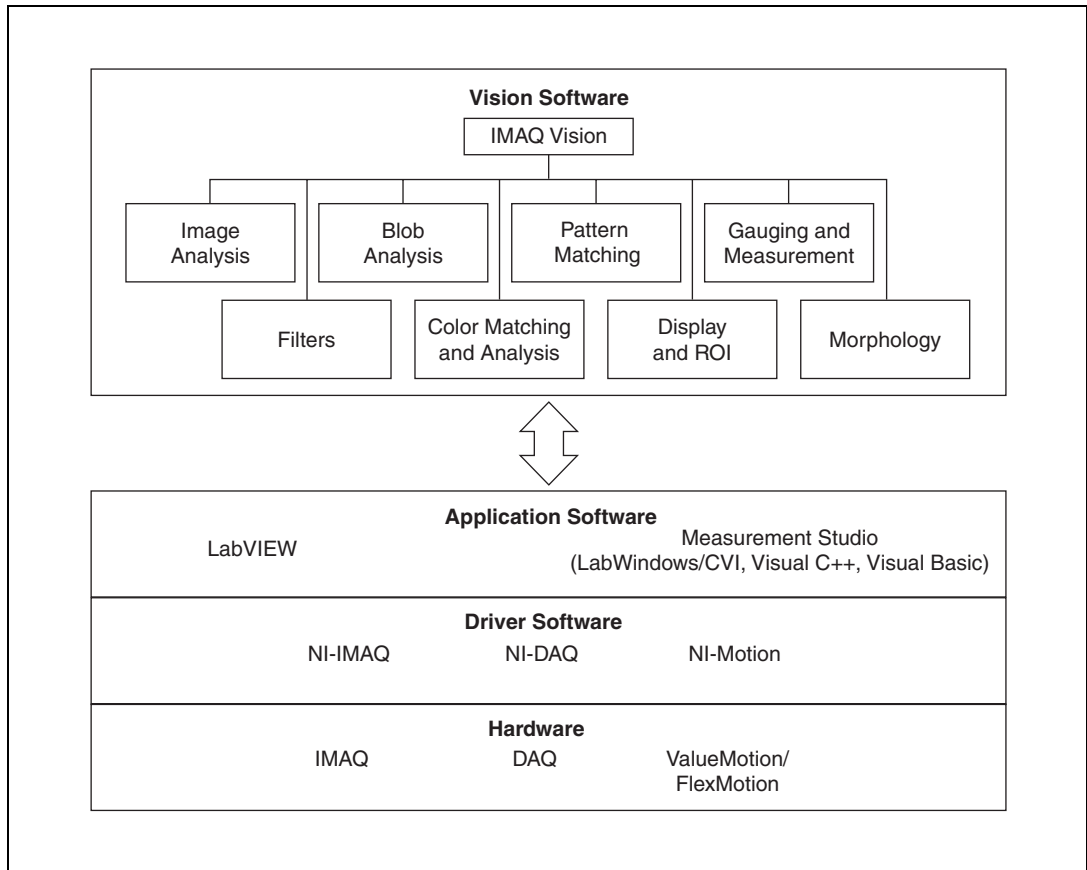 Vision Software
IMAQ Vision
Image
Analysis
Blob
Analysis
Pattern
Matching
Gauging and
Measurement
Filters
Color Matching
and Analysis
Display
and ROI
Morphology
Application Software
LabVIEW
Measurement Studio
(LabWindows/CVI, Visual C++, Visual Basic)
Driver Software
NI-IMAQ
NI-DAQ
NI-Motion
Hardware
IMAQ
DAQ
ValueMotion/
FlexMotion